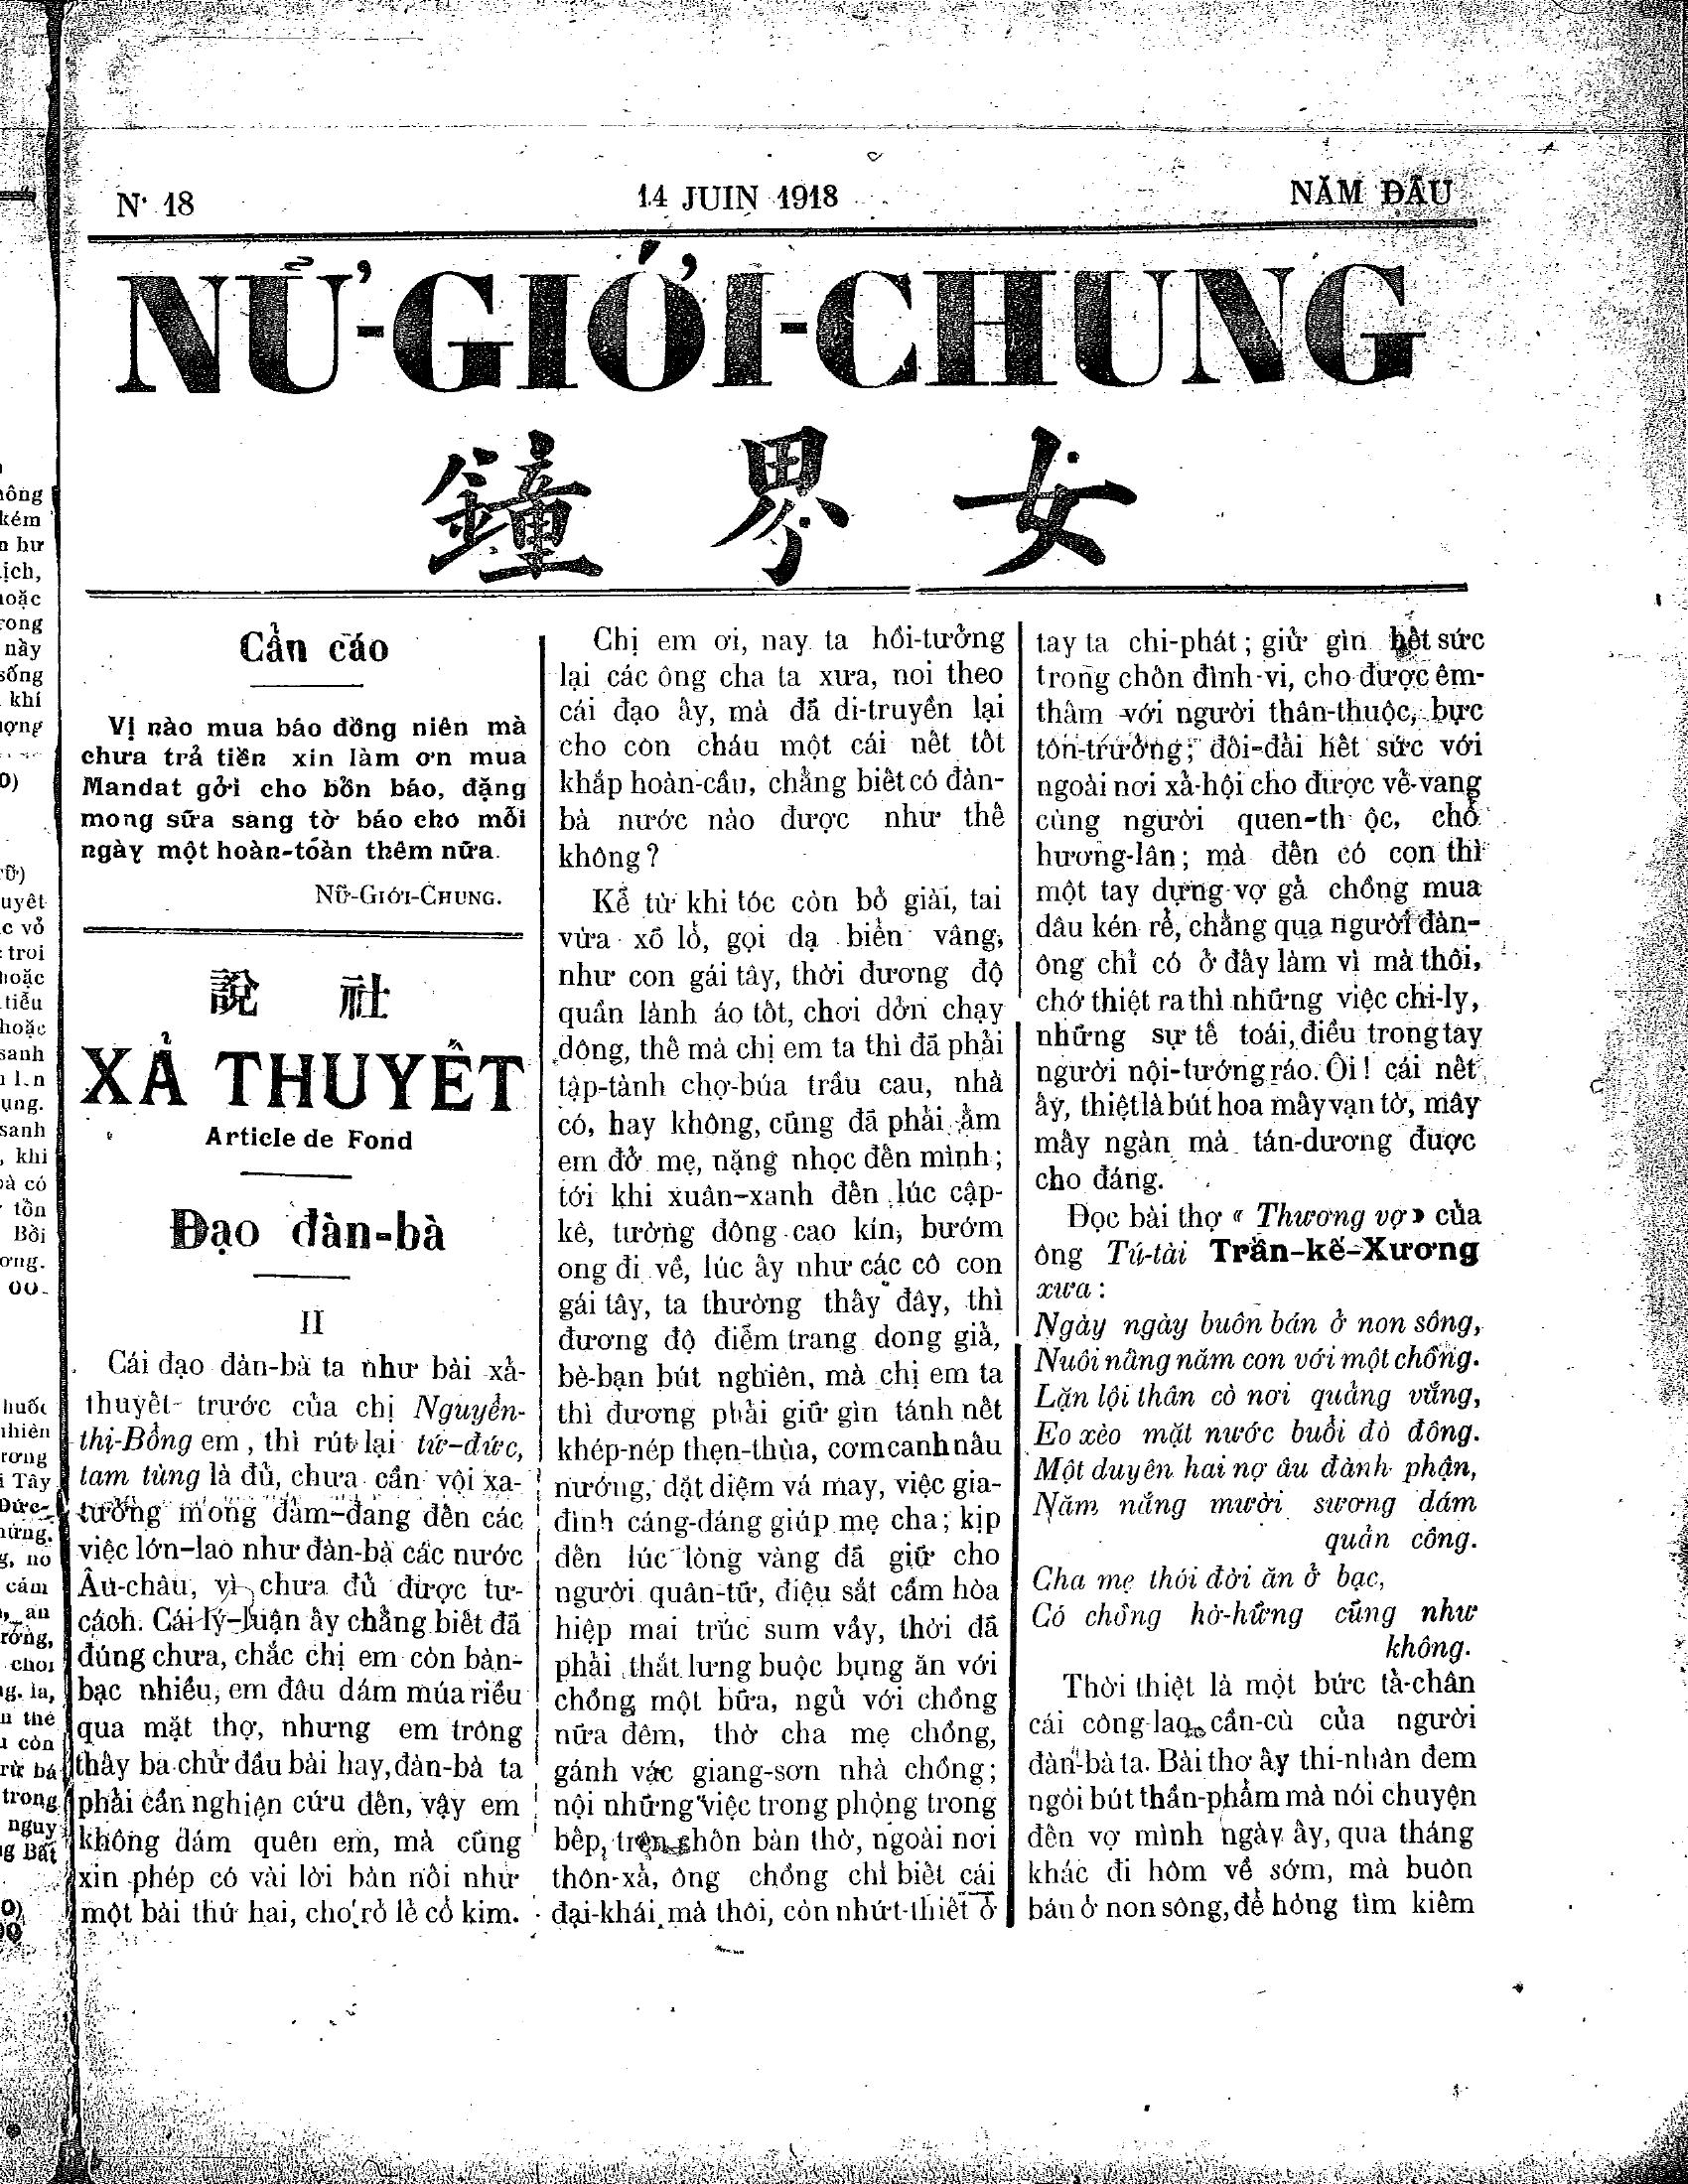 N· 18
14 JUIN 1918
NĂM ĐẦU
NỮ-GIỚI-CHUNG
鐘 界 女
Cẩn cáo
Vị nào mua báo đồng niên mà
chưa trả tiền xin làm ơn mua
Mandat gởi cho bổn báo, đặng
mong sửa sang tờ báo cho mỗi
ngày một hoàn-toàn thêm nữa.
NỮ-GIỚI-CHUNG.
說 社
XẢ THUYẾT
Article de Fond
Đạo đàn-bà
II
Cái đạo đàn-bà ta như bài xả-
thuyết trước của chị Nguyễn-
thị-Bổng em, thì rút lại tứ-đức,
tam tùng là đủ, chưa cần vội xa-
tưởng mong đảm-đang đến các
việc lớn-lao như đàn-bà các nước
Âu-châu, vì chưa đủ được tư-
cách. Cái lý-luận ấy chẳng biết đã
đúng chưa, chắc chị em còn bàn-
bạc nhiều, em đâu dám múa riều
qua mặt thợ, nhưng em trông
thấy ba chữ đầu bài hay, đàn-bà ta
phải cần nghiện cứu đến, vậy em
không dám quên em, mà cũng
xin phép có vài lời bàn nôi như
một bài thứ hai, cho rỏ lẻ cổ kim.
Chị em ơi, nay ta hồi-tưởng
lại các ông cha ta xưa, noi theo
cái đạo ấy, mà đã di-truyền lại
cho con cháu một cái nết tốt
khắp hoàn-cầu, chẳng biết có đàn-
bà nước nào được như thế
không?
Kể từ khi tóc còn bỏ giài, tai
vừa xỏ lổ, gọi dạ biển vâng,
như con gái tây, thời đương độ
quần lành áo tốt, chơi dởn chạy
dông, thế mà chị em ta thì đã phải
tập-tành chợ-búa trầu cau, nhà
có, hay không, cũng đã phải ẳm
em đở mẹ, nặng nhọc đến mình;
tới khi xuân-xanh đến lúc cập-
kê, tường đông cao kín, bướm
ong đi về, lúc ấy như các cô con
gái tây, ta thường thấy đây, thì
đương độ điểm trang dong giả,
bè-bạn bút nghiên, mà chị em ta
thì đương phải giữ gìn tánh nết
khép-nép thẹn-thùa, cơm canh nấu
nướng, dặt diệm vá may, việc gia-
đình cáng-đáng giúp mẹ cha; kịp
đến lúc lòng vàng đã giữ cho
người quân-tử, điệu sắt cầm hòa
hiệp mai trúc sum vầy, thời đã
phải thắt lưng buộc bụng ăn với
chồng một bữa, ngủ với chồng
nửa đêm, thờ cha mẹ chồng,
gánh vác giang-sơn nhà chồng;
nội những việc trong phòng trong
bếp, trên chôn bàn thờ, ngoài nơi
thôn-xả, ông chồng chỉ biết cái
đại-khái mà thôi, còn nhứt-thiết ở
tay ta chi-phát; giử gìn hết sức
trong chôn đình-vi, cho được êm-
thâm với người thân-thuộc, bực
tôn-trưởng; đôi-đải hết sức với
ngoài nơi xả-hội cho được vẻ-vang
cùng người quen-th ộc, chổ
hương-lân; mà đến có con thì
một tay dựng vợ gả chồng mua
dâu kén rể, chẳng qua người đàn-
ông chỉ có ở đấy làm vì mà thôi,
chớ thiệt ra thì những việc chi-ly,
những sự tế toái, điều trong tay
người nội-tướng ráo. Ôi! cái nết
ấy, thiệt là bút hoa mấy vạn tờ, mấy
mấy ngàn mà tán-dương được
cho đáng.
Đọc bài thợ « Thương vợ » của
ông Tú-tài Trần-kế-Xương
xưa:
Ngày ngày buôn bán ở non sông,
Nuôi nâng năm con với một chồng.
Lặn lội thân cò nơi quảng vắng,
Eo xèo mặt nước buổi đò đông.
Một duyên hai nợ âu đành phận,
Năm nắng mười sương dám
quản công.
Cha mẹ thói đời ăn ở bạc,
Có chồng hờ-hững cũng như
không.
Thời thiệt là một bức tả-chân
cái công-lao cần-cù của người
đàn-bà ta. Bài thơ ấy thi-nhàn đem
ngòi bút thần-phẩm mà nói chuyện
đến vợ mình ngày ấy, qua tháng
khác đi hôm về sớm, mà buôn
bán ở non sông, để hòng tìm kiếm